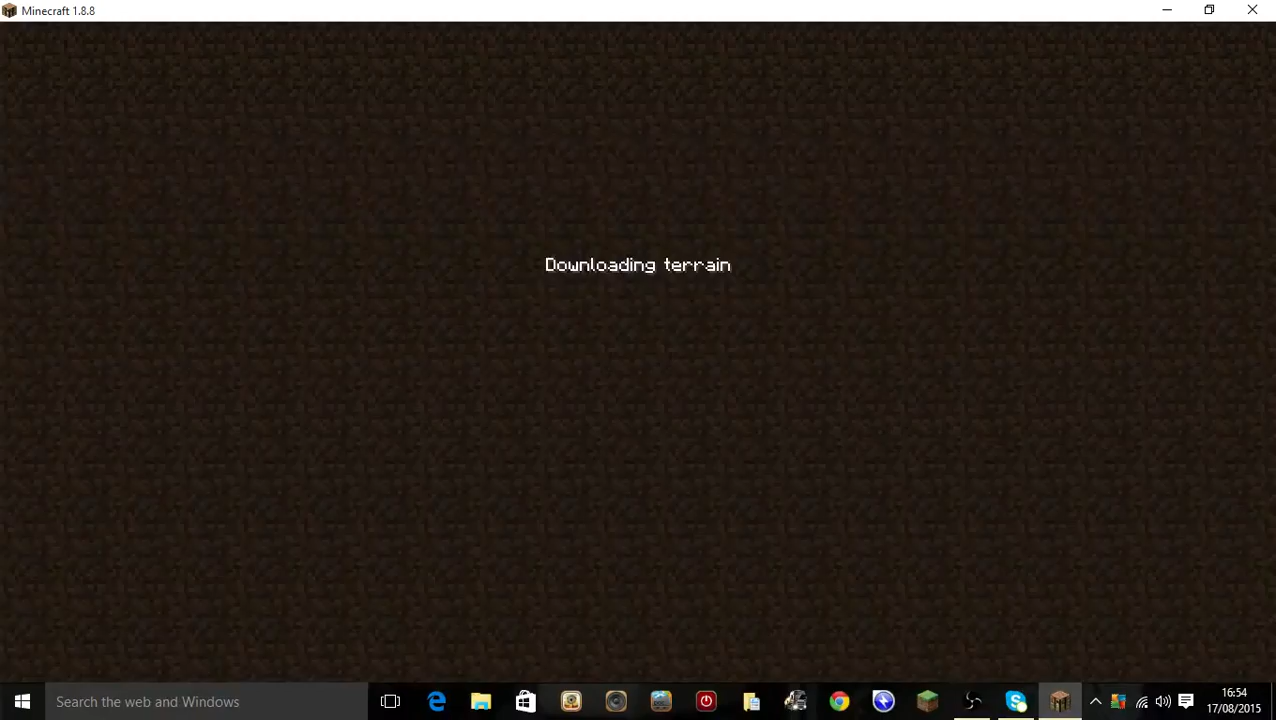 Minecraft 1.8.8
Downloading terrain
Search the web and Windows
16:54
17/08/2015